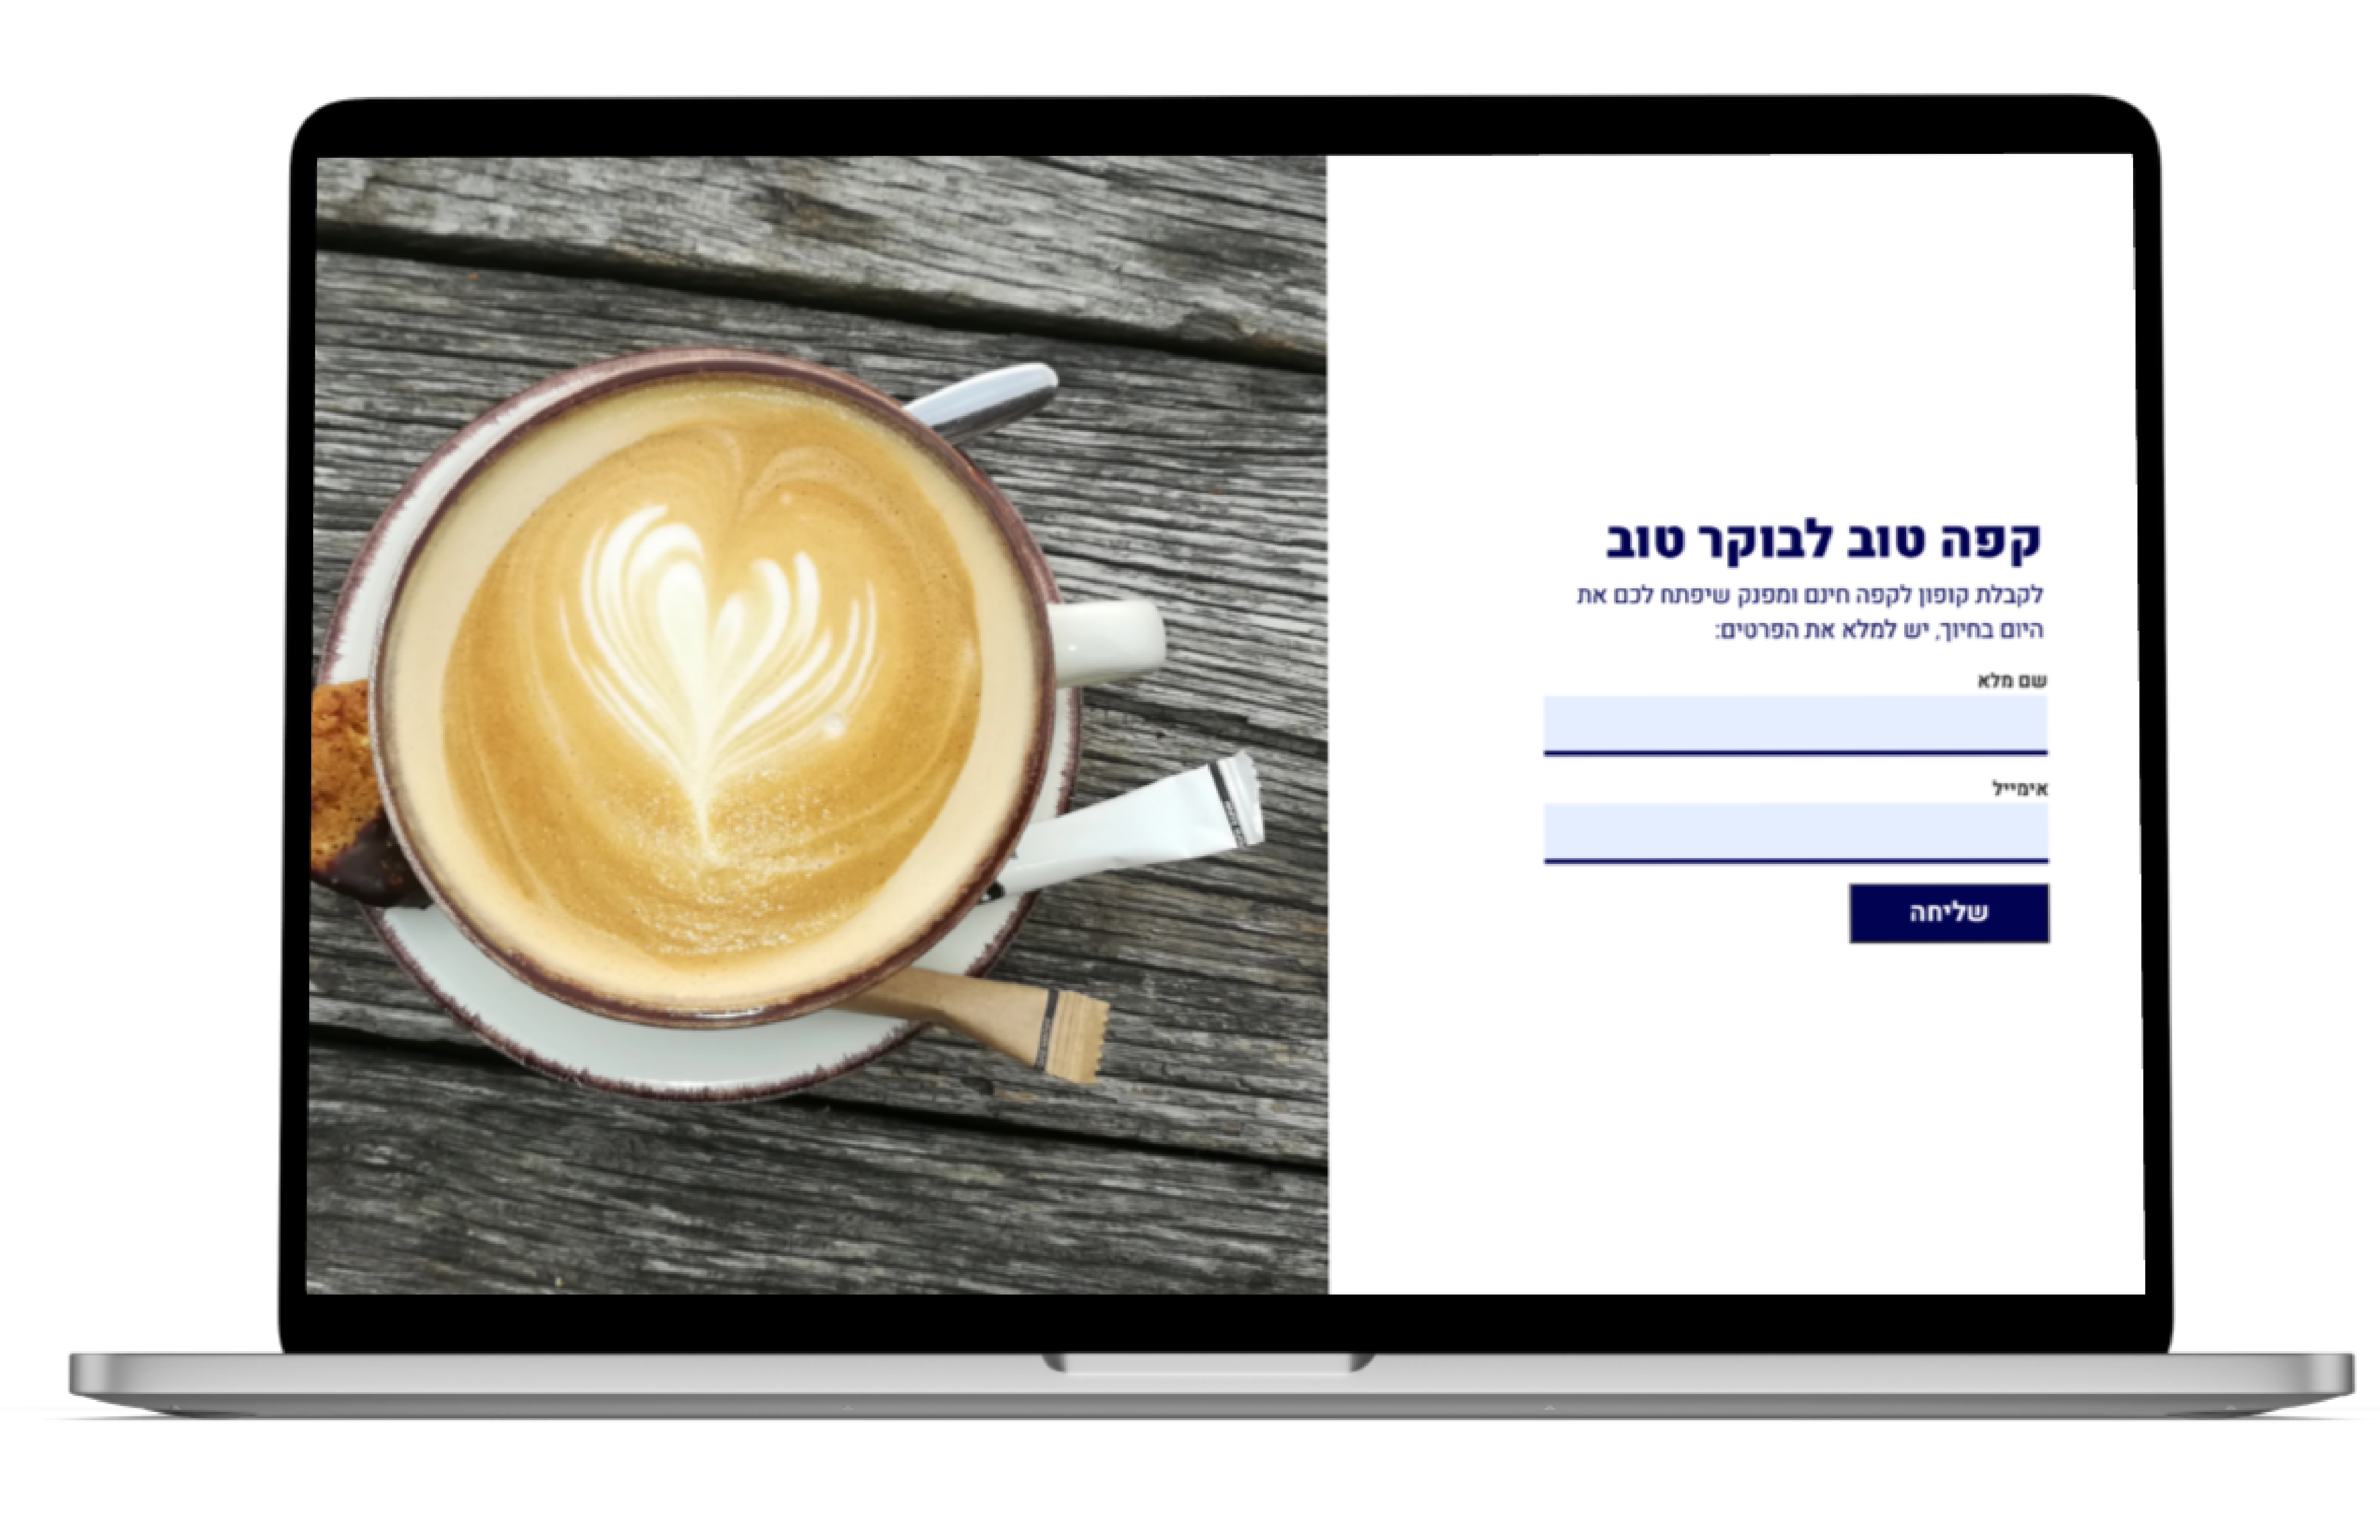 קפה טוב לבוקר טוב
לקבלת קופון לקפה חינם ומפנק שיפתח לכם את
היום בחיוך, יש למלא את הפרטים:
שם מלא
אימייל
שליחה